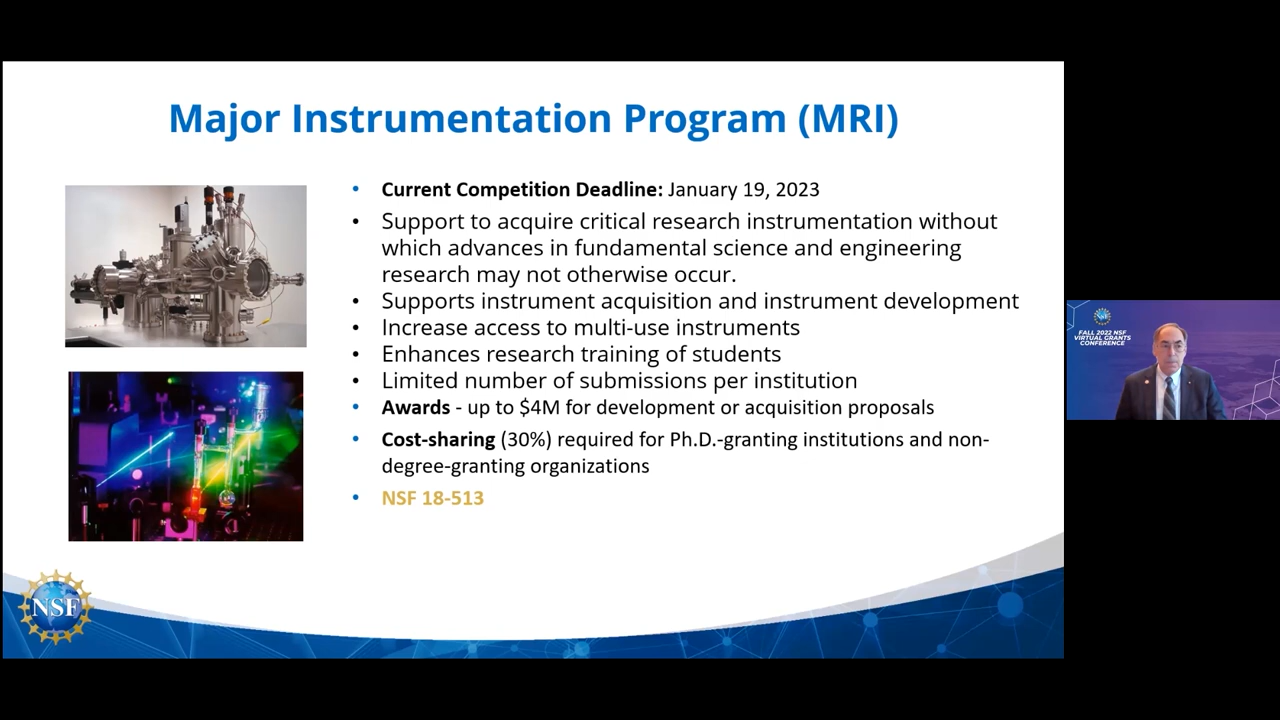 Major Instrumentation Program (MRI)
• Current Competition Deadline: January 19, 2023
• Support to acquire critical research instrumentation without
which advances in fundamental science and engineering
research may not otherwise occur.
• Supports instrument acquisition and instrument development
• Increase access to multi-use instruments
• Enhances research training of students
• Limited number of submissions per institution
• Awards - up to $4M for development or acquisition proposals
• Cost-sharing (30%) required for Ph.D.-granting institutions and non-
degree-granting organizations
• NSF 18-513
NSF
FALL 2022 NSF
VIRTUAL GRANTS
CONFERENCE